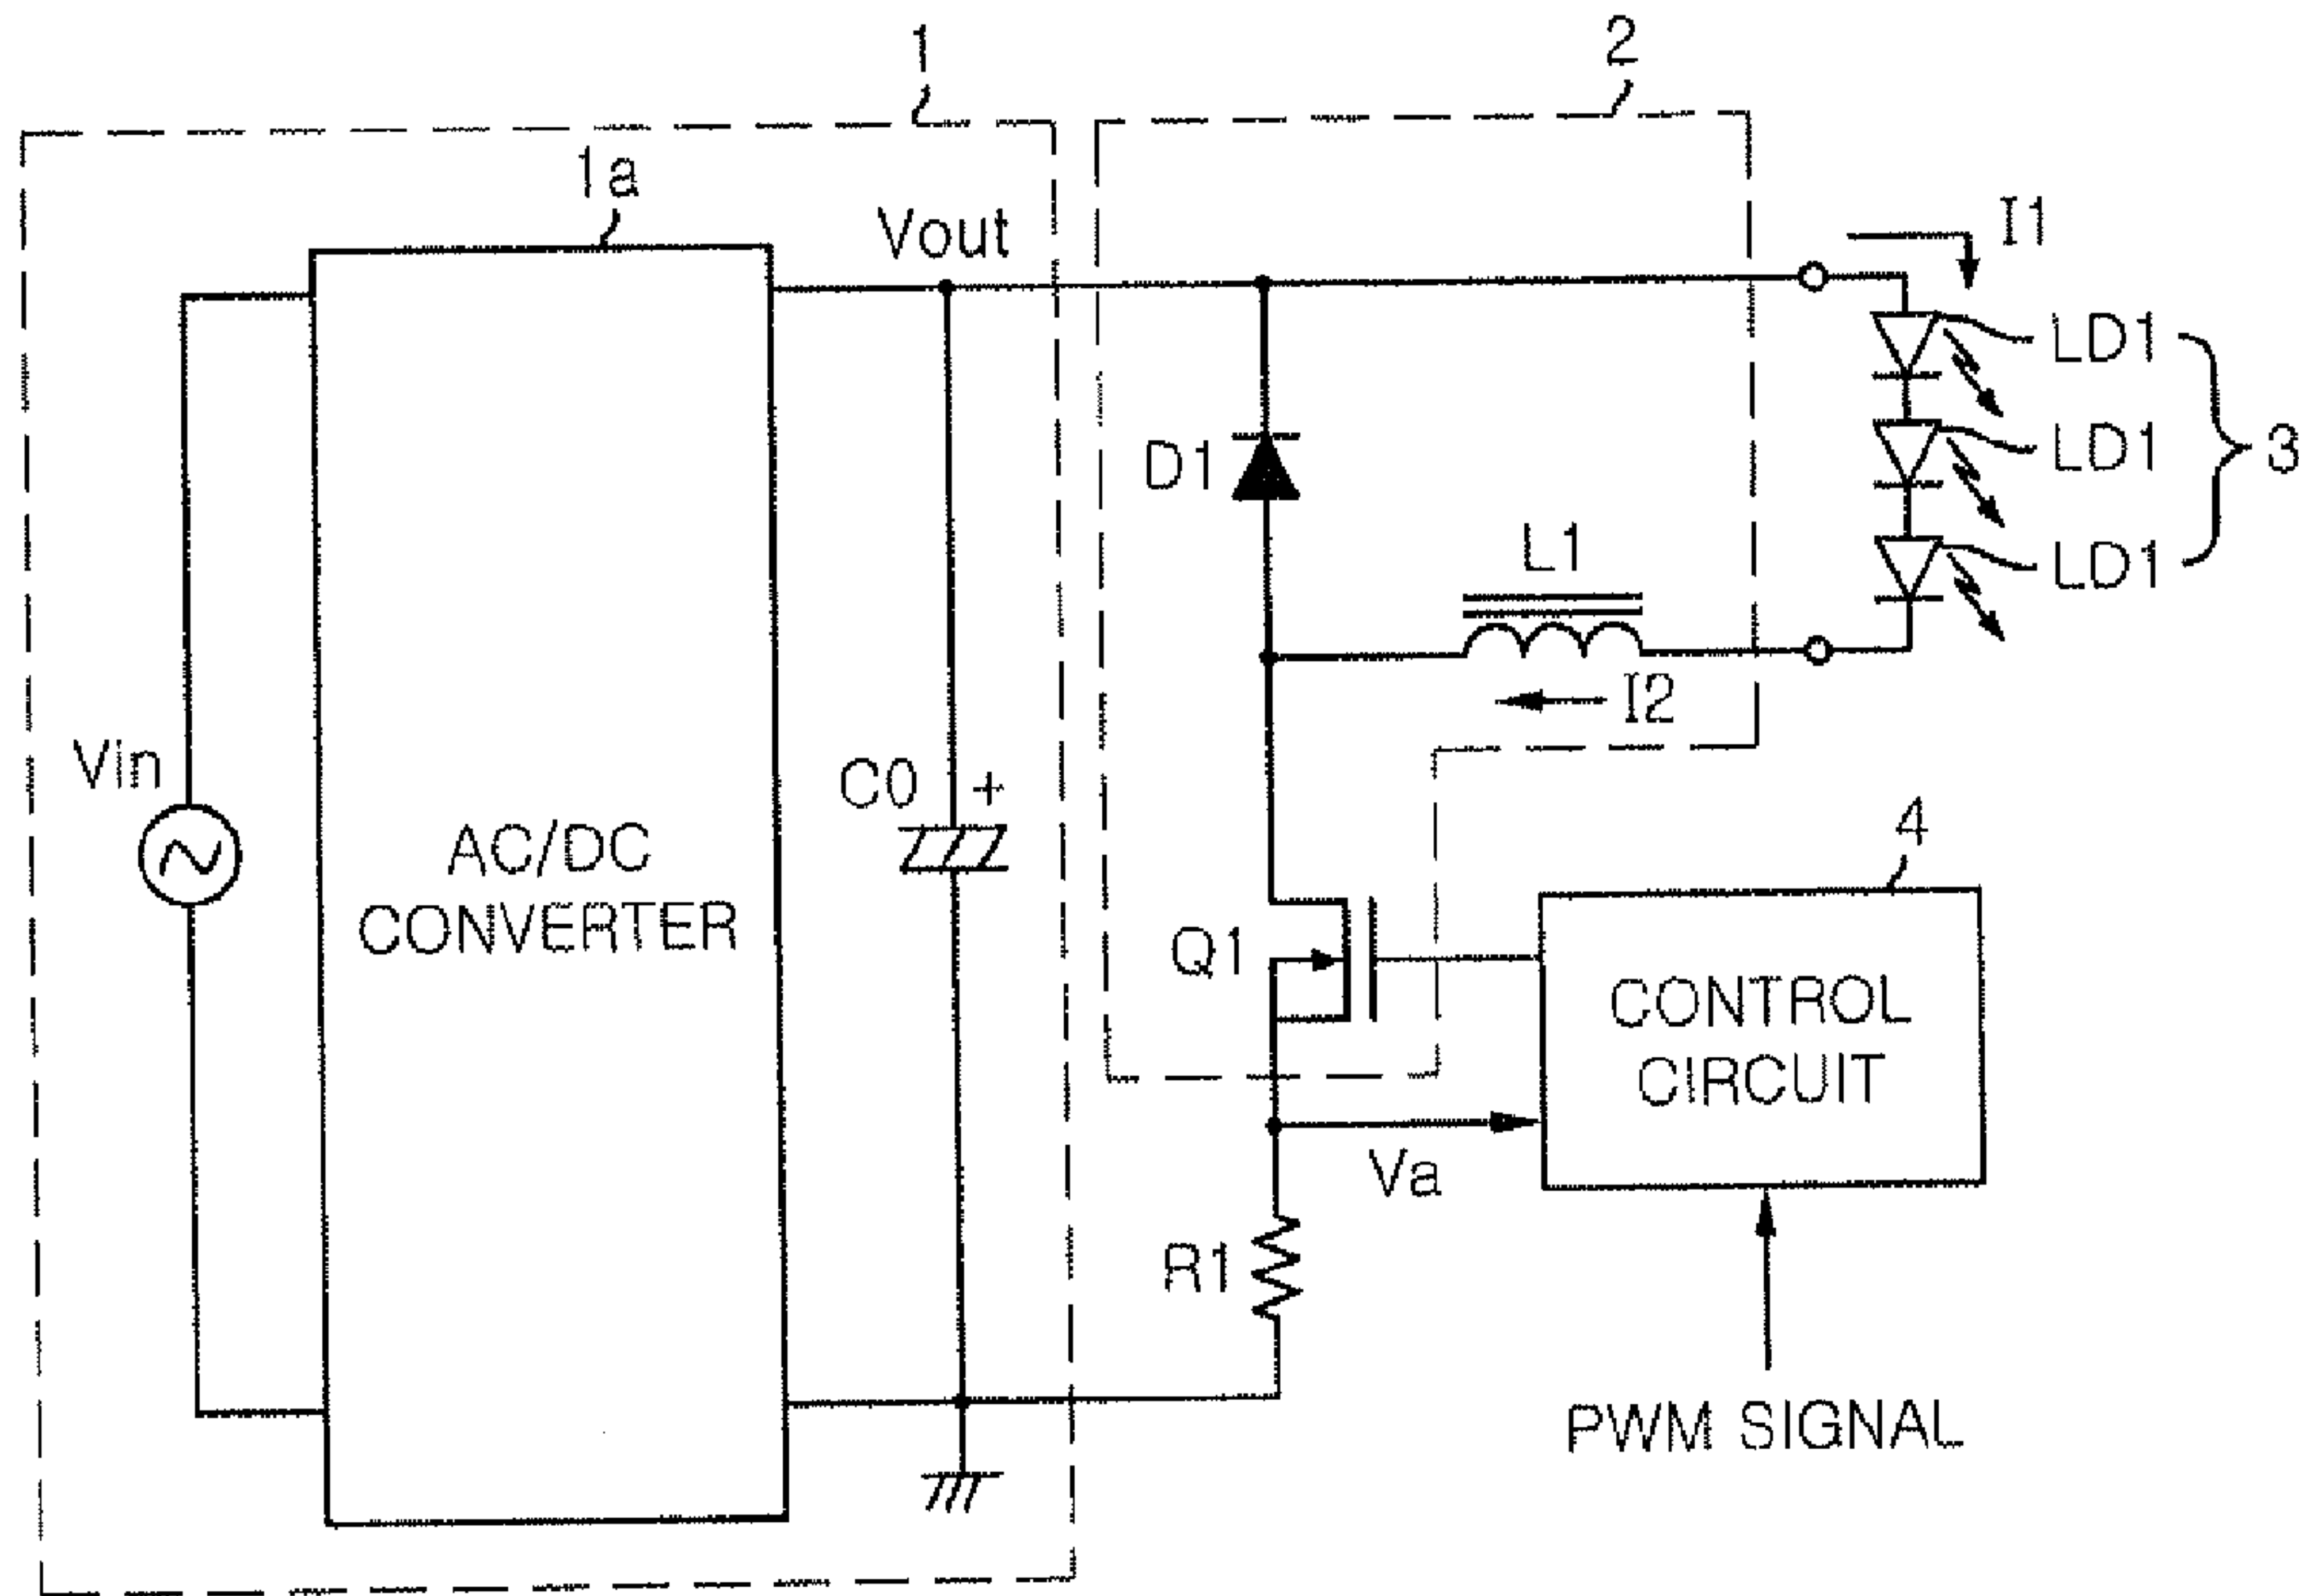 1
2
1a
Vout
I1
LD1
D1
LD1
3
L1
LD1
I2
Vin
C0 +
4
AC/DC
CONVERTER
Q1
CONTROL
CIRCUIT
Va
R1
PWM SIGNAL